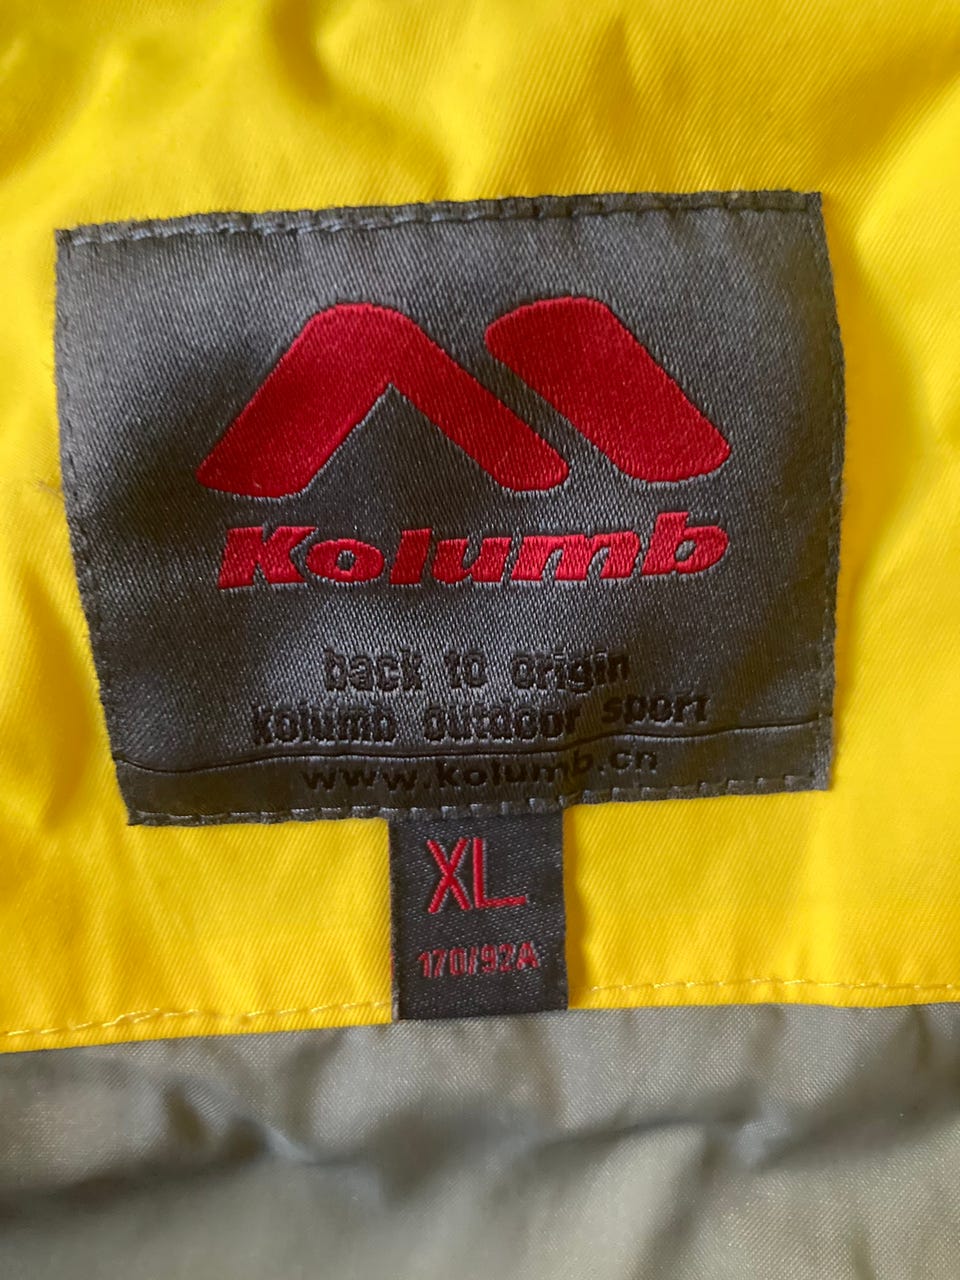 Kolumb
back to origin
kolumb outdoor sport
www.kolumb.cn
XL
170/92A